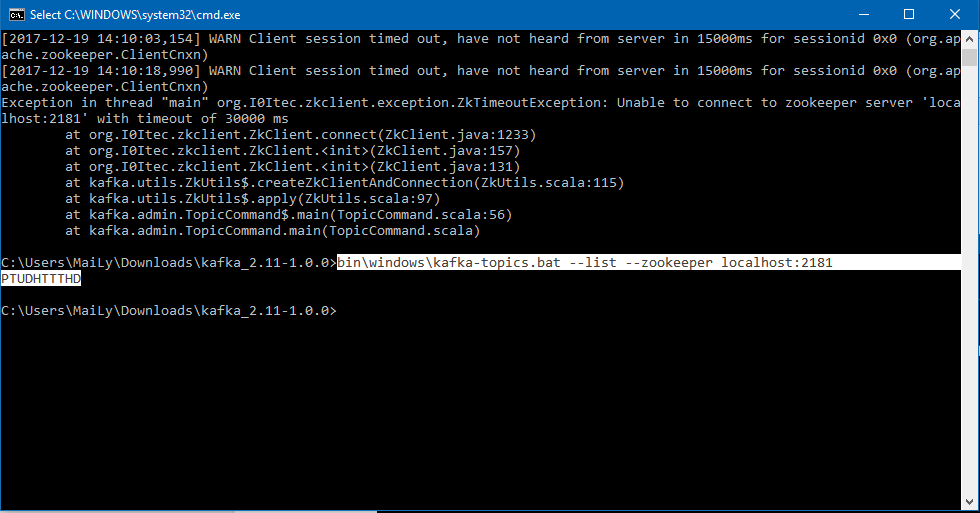 Select C:\WINDOWS\system32\cmd.exe
[2017-12-19 14:10:03,154] WARN Client session timed out, have not heard from server in 15000ms for sessionid 0x0 (org.ap
ache.zookeeper.ClientCnxn)
[2017-12-19 14:10:18,990] WARN Client session timed out, have not heard from server in 15000ms for sessionid 0x0 (org.ap
ache.zookeeper.ClientCnxn)
Exception in thread "main" org.I0Itec.zkclient.exception.ZkTimeoutException: Unable to connect to zookeeper server 'loca
lhost:2181' with timeout of 30000 ms
        at org.I0Itec.zkclient.ZkClient.connect(ZkClient.java:1233)
        at org.I0Itec.zkclient.ZkClient.<init>(ZkClient.java:157)
        at org.I0Itec.zkclient.ZkClient.<init>(ZkClient.java:131)
        at kafka.utils.ZkUtils$.createZkClientAndConnection(ZkUtils.scala:115)
        at kafka.utils.ZkUtils$.apply(ZkUtils.scala:97)
        at kafka.admin.TopicCommand$.main(TopicCommand.scala:56)
        at kafka.admin.TopicCommand.main(TopicCommand.scala)
C:\Users\MaiLy\Downloads\kafka_2.11-1.0.0>bin\windows\kafka-topics.bat --list --zookeeper localhost:2181
PTUDHTTTHD
C:\Users\MaiLy\Downloads\kafka_2.11-1.0.0>